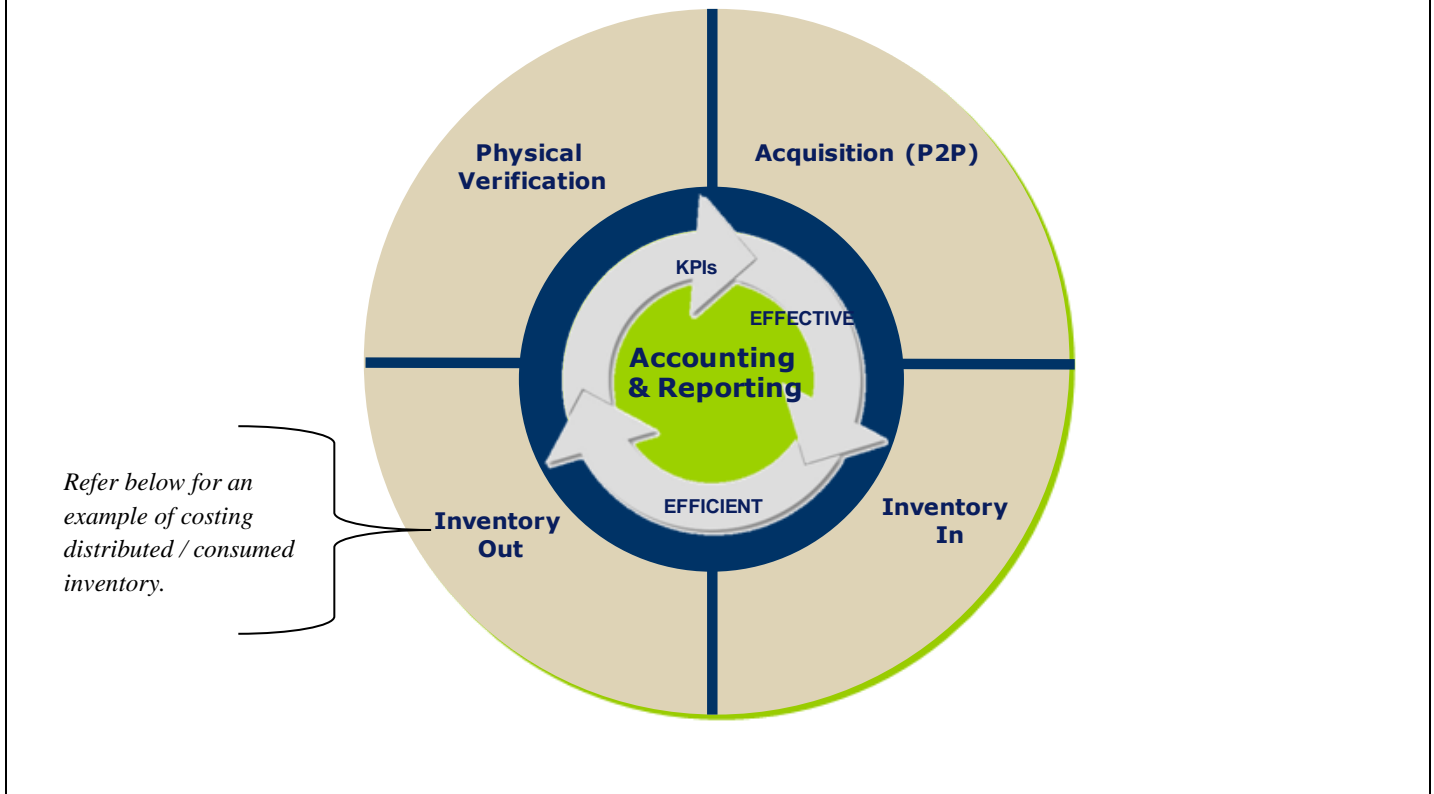 Physical
Verification
Acquisition (P2P)
KPIs
EFFECTIVE
Accounting
& Reporting
EFFICIENT
Refer below for an
example of costing
distributed / consumed
inventory.
Inventory
Out
Inventory
In